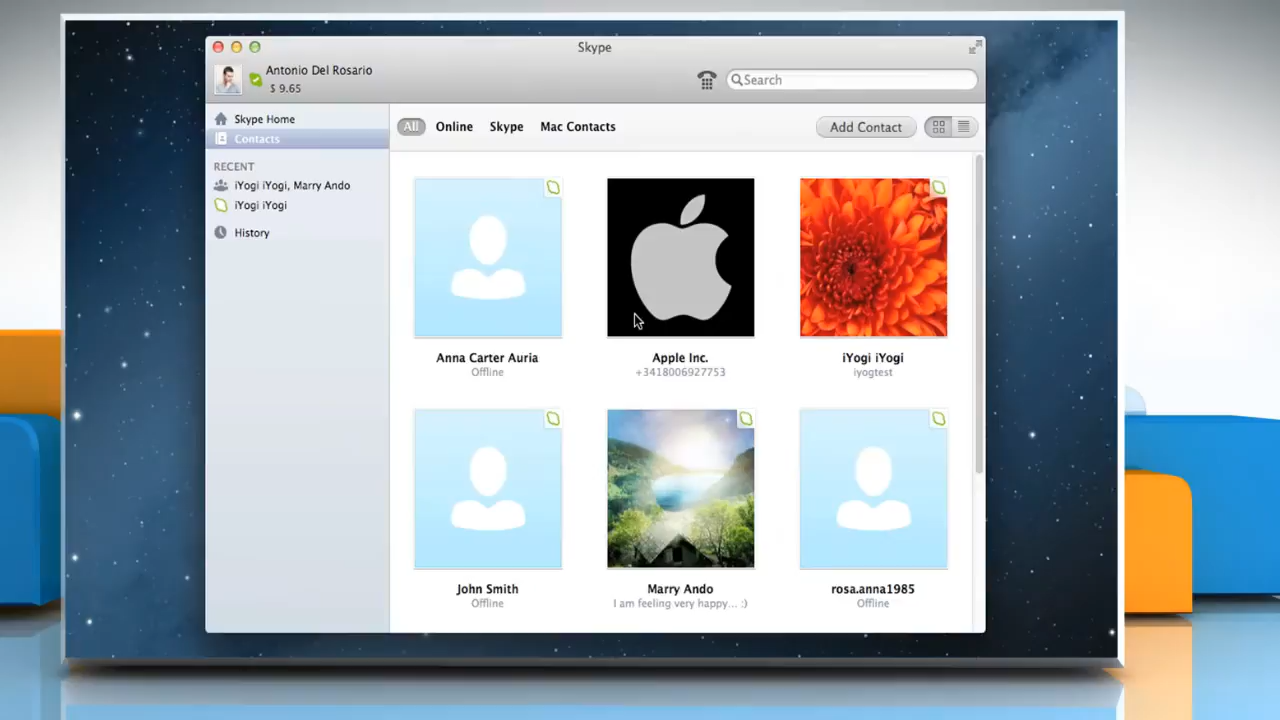 Skype
Antonio Del Rosario
$ 9.65
Search
Skype Home
Contacts
RECENT
iYogi iYogi, Marry Ando
iYogi iYogi
History
All
Online
Skype
Mac Contacts
Add Contact
Anna Carter Auria
Offline
Apple Inc.
+3418006927753
iYogi iYogi
iyogtest
John Smith
Offline
Marry Ando
I am feeling very happy... :)
rosa.anna1985
Offline